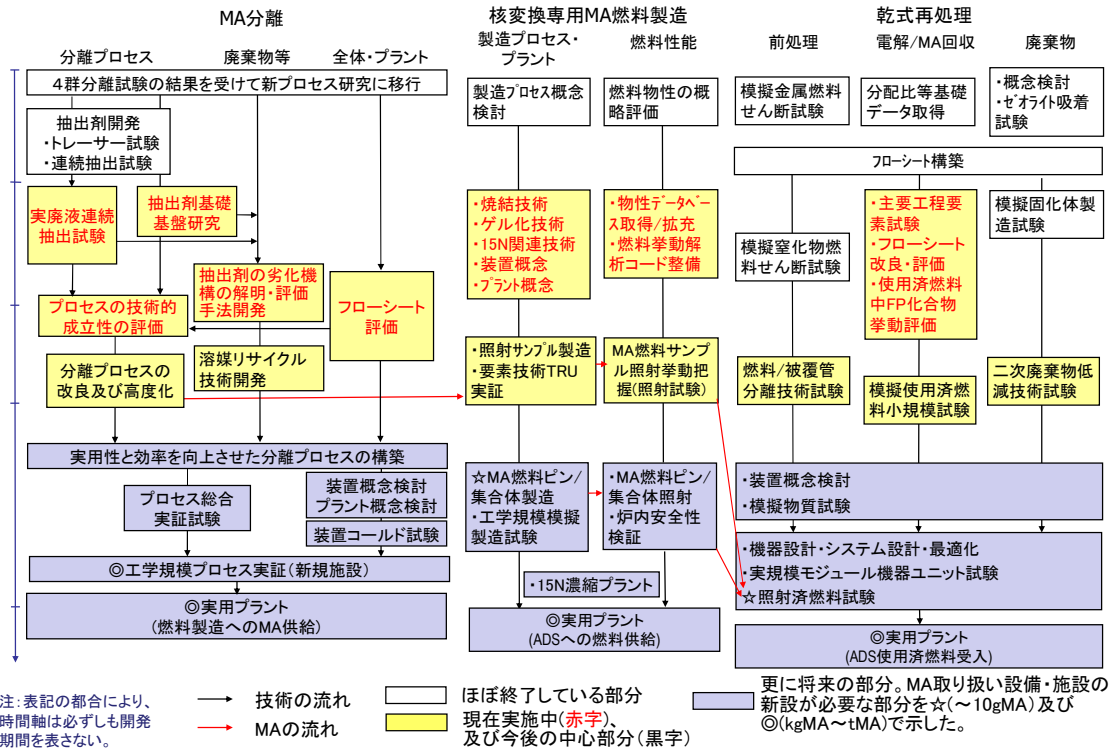 MA分離
核変換専用MA燃料製造
乾式再処理
分離プロセス
廃棄物等
全体・プラント
製造プロセス・
プラント
燃料性能
前処理
電解/MA回収
廃棄物
４群分離試験の結果を受けて新プロセス研究に移行
抽出剤開発
・トレーサー試験
・連続抽出試験
実廃液連続
抽出試験
抽出剤基礎
基盤研究
抽出剤の劣化機
構の解明・評価
手法開発
プロセスの技術的
成立性の評価
フローシート
評価
分離プロセスの
改良及び高度化
溶媒リサイクル
技術開発
実用性と効率を向上させた分離プロセスの構築
プロセス総合
実証試験
装置概念検討
プラント概念検討
装置コールド試験
◎工学規模プロセス実証（新規施設）
◎実用プラント
(燃料製造へのMA供給)
製造プロセス概念
検討
燃料物性の概
略評価
・焼結技術
・ゲル化技術
・15N関連技術
・装置概念
・プラント概念
・物性データベー
ス取得/拡充
・燃料挙動解
析コード整備
・照射サンプル製造
・要素技術TRU
実証
MA燃料サンプ
ル照射挙動把
握(照射試験)
☆MA燃料ピン/
集合体製造
・工学規模模擬
製造試験
・MA燃料ピン/
集合体照射
・炉内安全性
検証
・15N濃縮プラント
◎実用プラント
(ADSへの燃料供給)
模擬金属燃料
せん断試験
分配比等基礎
データ取得
・概念検討
・ゼオライト吸着
試験
フローシート構築
模擬窒化物燃
料せん断試験
・主要工程要
素試験
・フローシート
改良・評価
・使用済燃料
中FP化合物
挙動評価
模擬固化体製
造試験
燃料/被覆管
分離技術試験
模擬使用済燃
料小規模試験
二次廃棄物低
減技術試験
・装置概念検討
・模擬物質試験
・機器設計・システム設計・最適化
・実規模モジュール機器ユニット試験
☆照射済燃料試験
◎実用プラント
(ADS使用済燃料受入)
注：表記の都合により、
時間軸は必ずしも開発
期間を表さない。
技術の流れ
MAの流れ
ほぼ終了している部分
現在実施中(赤字)、
及び今後の中心部分（黒字）
更に将来の部分。MA取り扱い設備・施設の
新設が必要な部分を☆(～10gMA)及び
◎(kgMA～tMA)で示した。